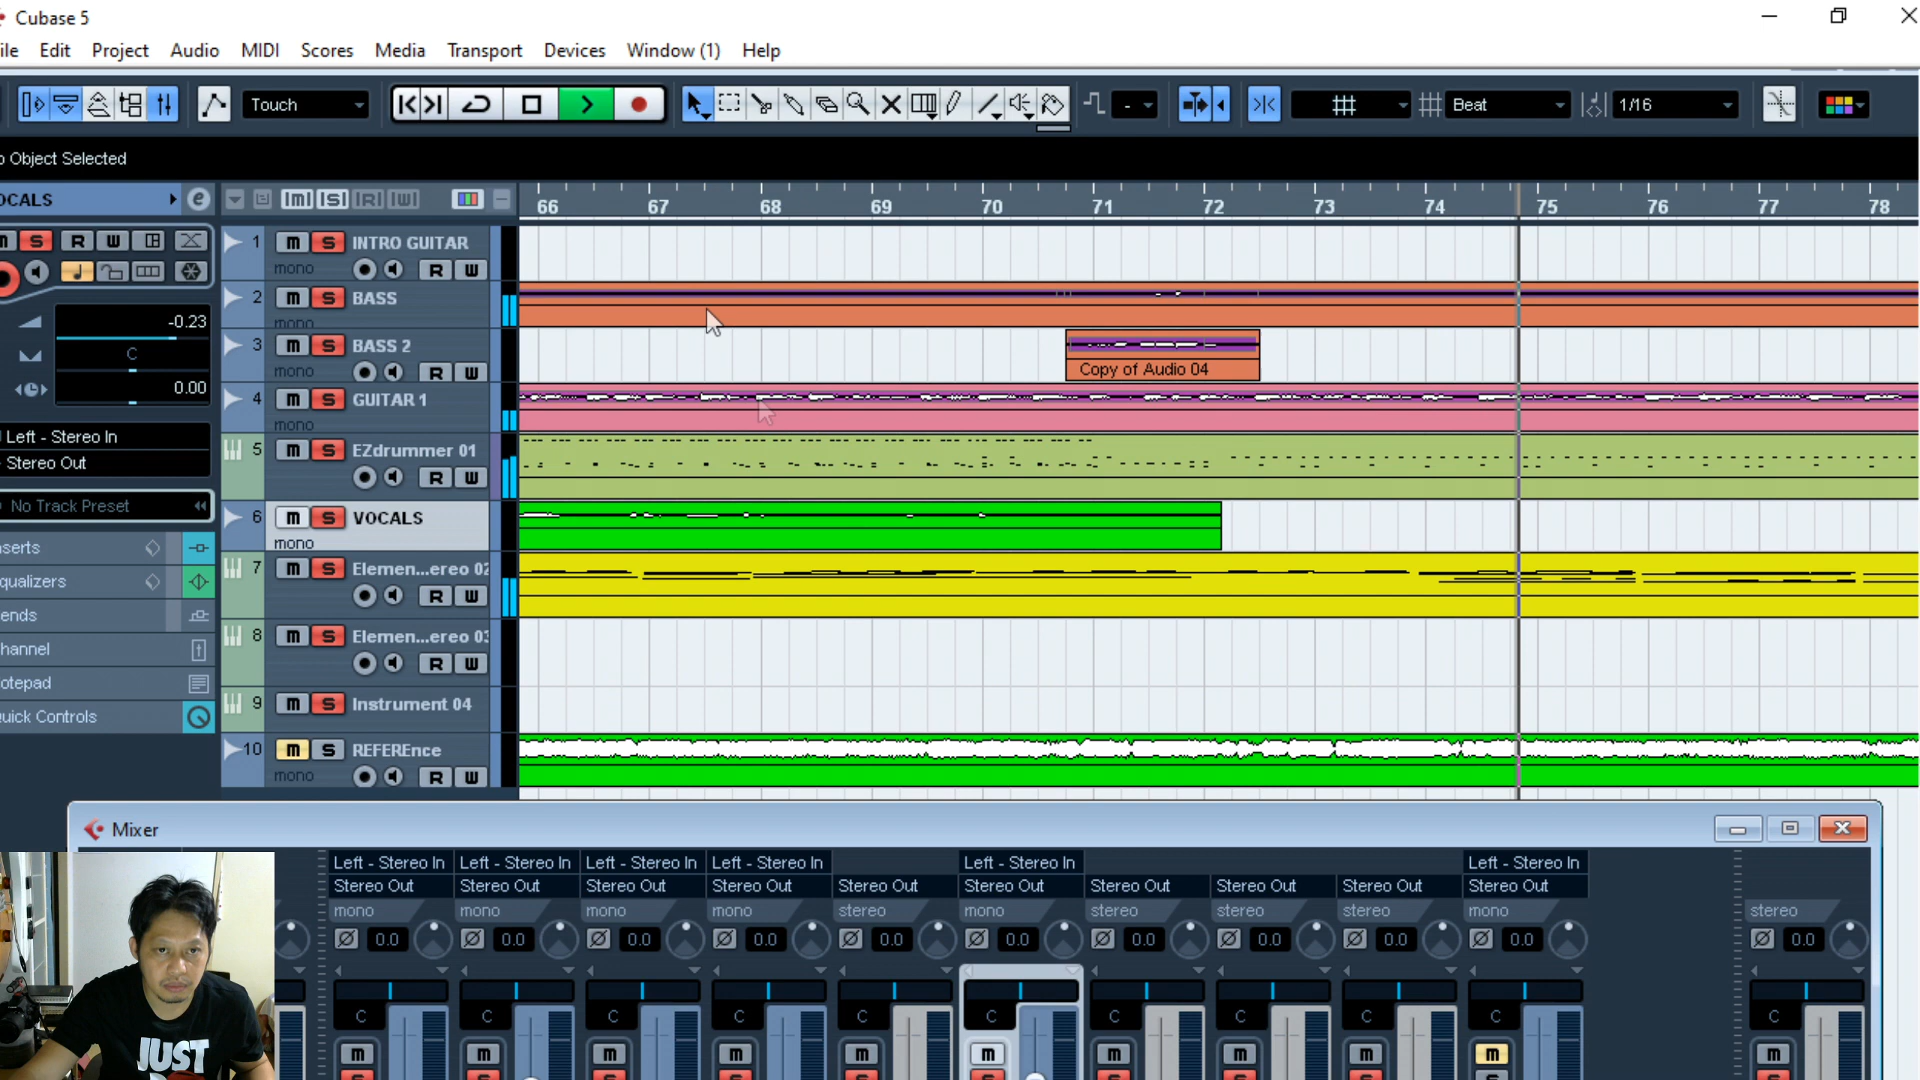 Cubase 5
ile Edit Project Audio MIDI Scores Media Transport Devices Window (1) Help
Touch - Beat 1/16
o Object Selected
OCALS e [m] [S] [R] [W] 66 67 68 69 70 71 72 73 74 75 76 77 78
m S R W
-0.23
C
0.00
Left - Stereo In
Stereo Out
No Track Preset
serts
qualizers
ends
hannel
otepad
uick Controls
1 m S INTRO GUITAR
mono R W
2 m S BASS
mono
3 m S BASS 2
mono R W
Copy of Audio 04
4 m S GUITAR 1
mono
5 m S EZdrummer 01
R W
6 m S VOCALS
mono
7 m S Elemen...ereo 02
R W
8 m S Elemen...ereo 03
R W
9 m S Instrument 04
10 m S REFEREnce
mono R W
Mixer
Left - Stereo In Left - Stereo In Left - Stereo In Left - Stereo In Left - Stereo In Left - Stereo In
Stereo Out Stereo Out Stereo Out Stereo Out Stereo Out Stereo Out Stereo Out Stereo Out Stereo Out Stereo Out
mono mono mono mono stereo mono stereo stereo stereo mono stereo
0.0 0.0 0.0 0.0 0.0 0.0 0.0 0.0 0.0 0.0 0.0
C C C C C C C C C C C
m m m m m m m m m m m
JUST